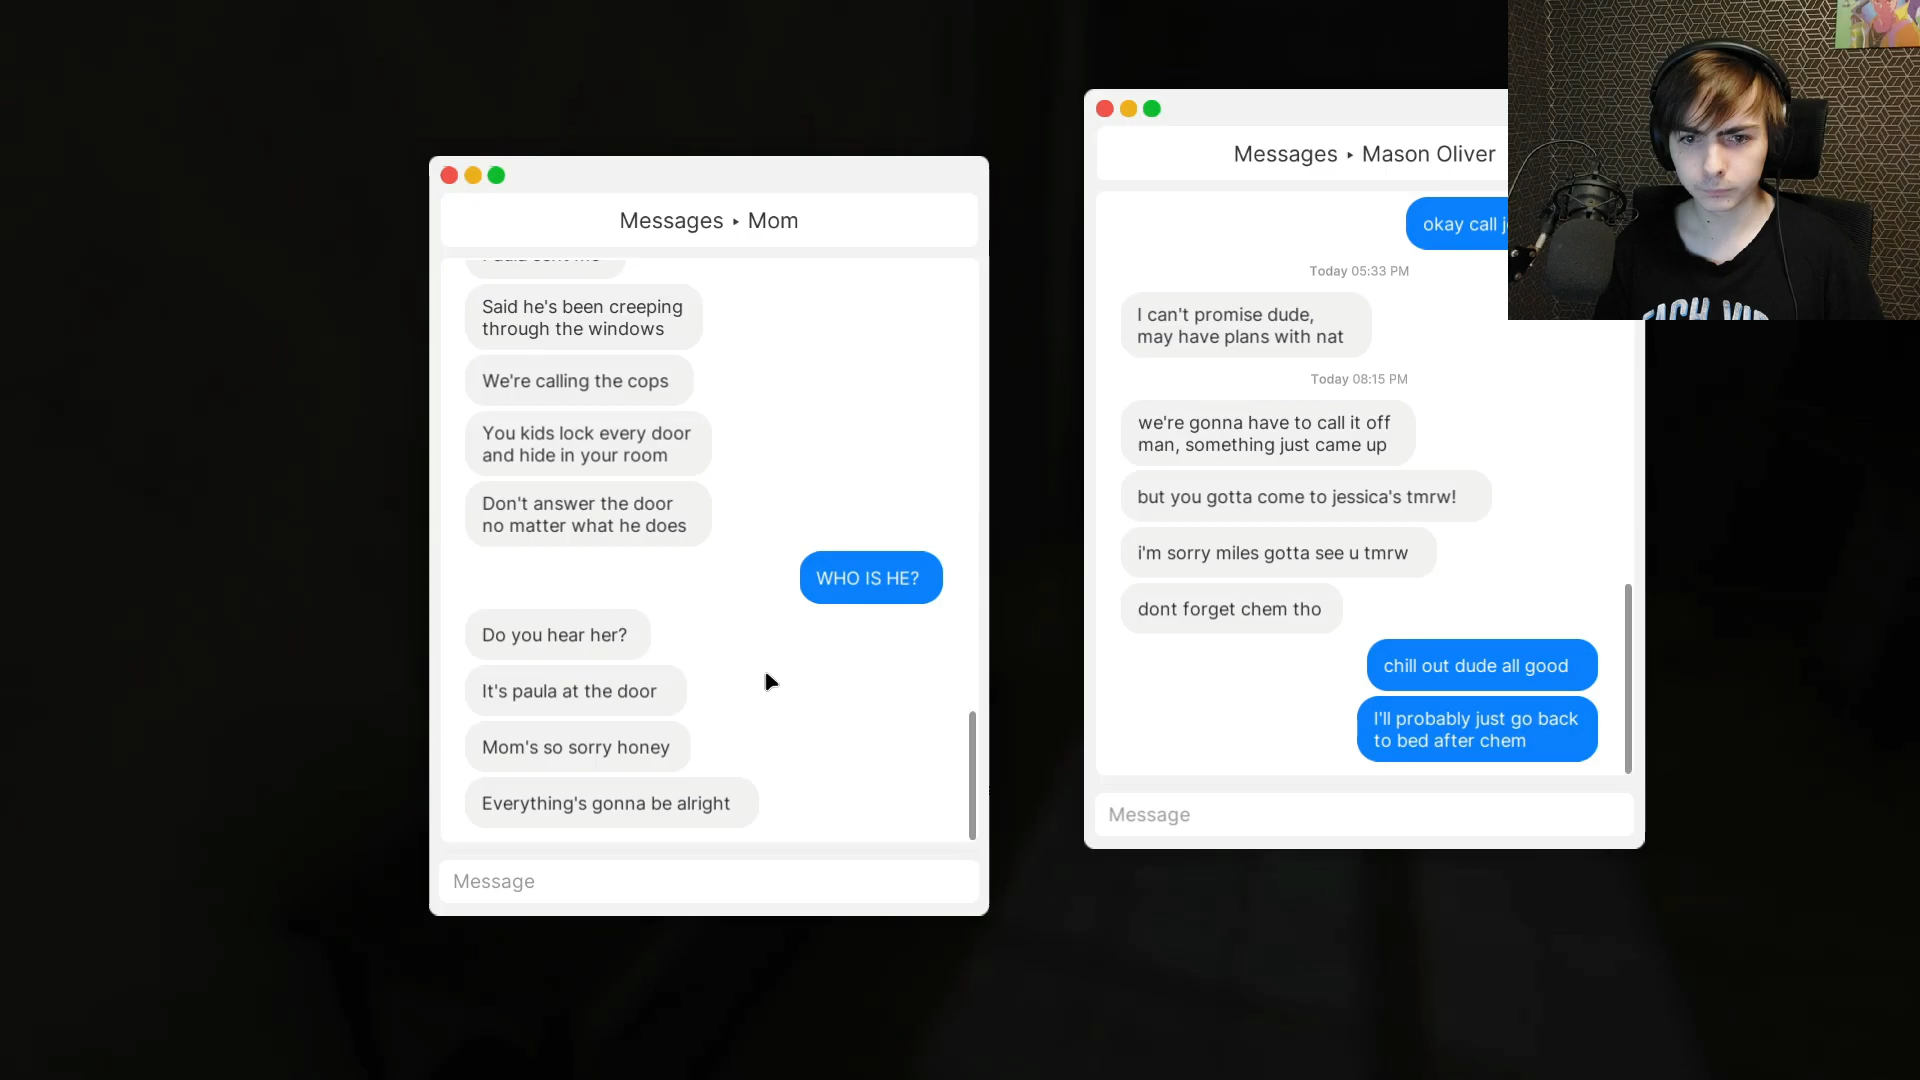 Messages ▸ Mom
Said he's been creeping
through the windows
We're calling the cops
You kids lock every door
and hide in your room
Don't answer the door
no matter what he does
WHO IS HE?
Do you hear her?
It's paula at the door
Mom's so sorry honey
Everything's gonna be alright
Message
Messages ▸ Mason Oliver
okay call
Today 05:33 PM
I can't promise dude,
may have plans with nat
Today 08:15 PM
we're gonna have to call it off
man, something just came up
but you gotta come to jessica's tmrw!
i'm sorry miles gotta see u tmrw
dont forget chem tho
chill out dude all good
I'll probably just go back
to bed after chem
Message